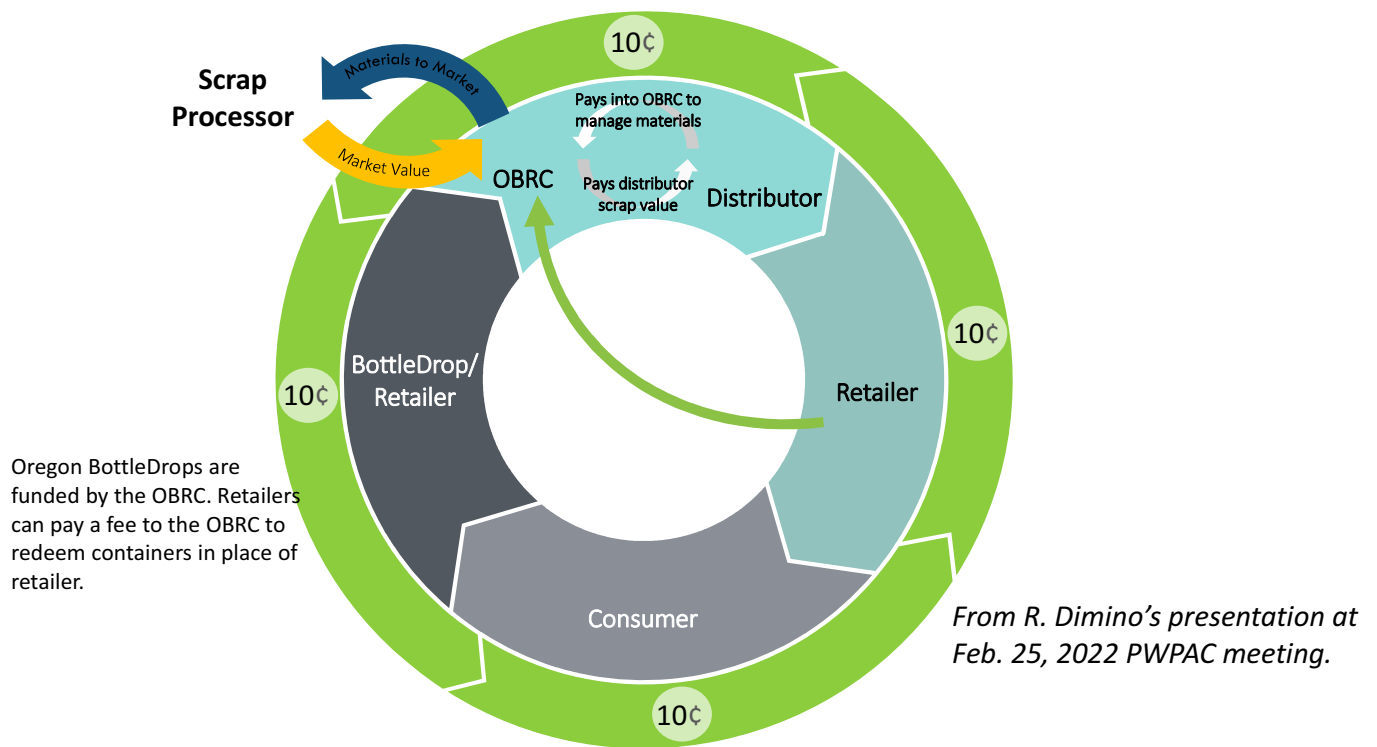 10¢
Materials to Market
Scrap
Processor
Market Value
Pays into OBRC to
manage materials
OBRC
Pays distributor
scrap value
Distributor
10¢
BottleDrop/
Retailer
Retailer
10¢
Oregon BottleDrops are
funded by the OBRC. Retailers
can pay a fee to the OBRC to
redeem containers in place of
retailer.
Consumer
From R. Dimino’s presentation at
Feb. 25, 2022 PWPAC meeting.
10¢